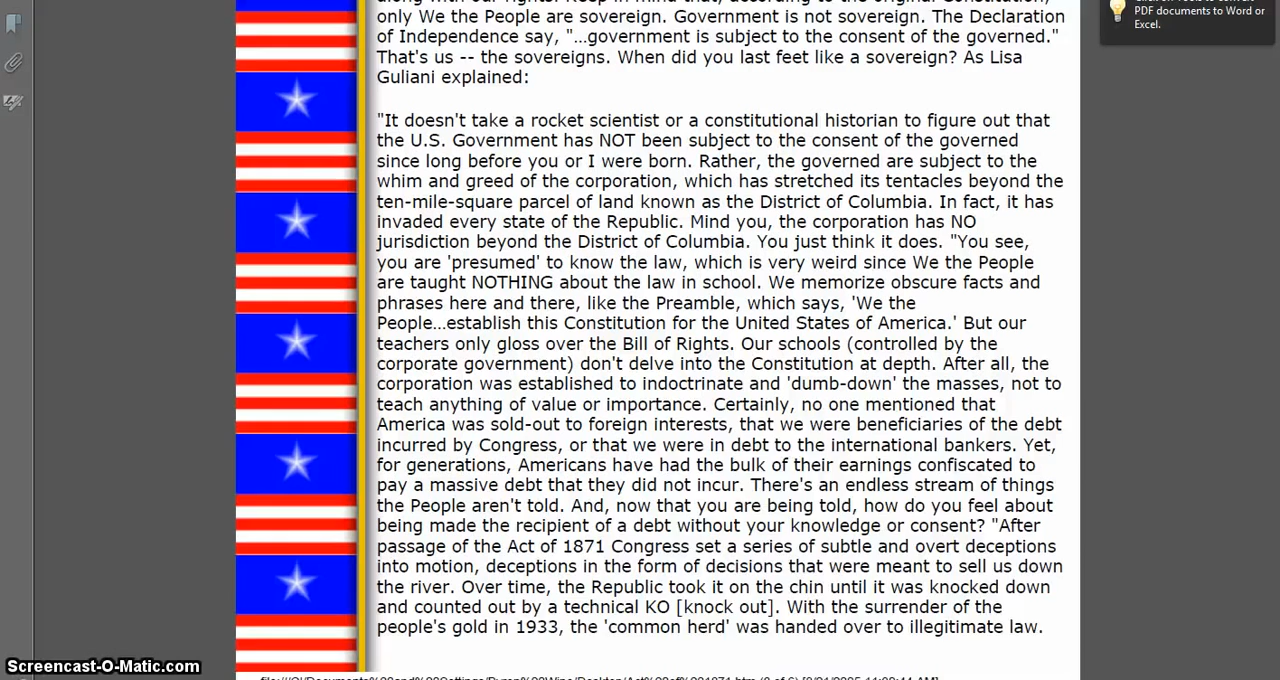 along with our rights. Keep in mind that, according to the original Constitution,
only We the People are sovereign. Government is not sovereign. The Declaration
of Independence say, "...government is subject to the consent of the governed."
That's us -- the sovereigns. When did you last feet like a sovereign? As Lisa
Guliani explained:
"It doesn't take a rocket scientist or a constitutional historian to figure out that
the U.S. Government has NOT been subject to the consent of the governed
since long before you or I were born. Rather, the governed are subject to the
whim and greed of the corporation, which has stretched its tentacles beyond the
ten-mile-square parcel of land known as the District of Columbia. In fact, it has
invaded every state of the Republic. Mind you, the corporation has NO
jurisdiction beyond the District of Columbia. You just think it does. "You see,
you are 'presumed' to know the law, which is very weird since We the People
are taught NOTHING about the law in school. We memorize obscure facts and
phrases here and there, like the Preamble, which says, 'We the
People...establish this Constitution for the United States of America.' But our
teachers only gloss over the Bill of Rights. Our schools (controlled by the
corporate government) don't delve into the Constitution at depth. After all, the
corporation was established to indoctrinate and 'dumb-down' the masses, not to
teach anything of value or importance. Certainly, no one mentioned that
America was sold-out to foreign interests, that we were beneficiaries of the debt
incurred by Congress, or that we were in debt to the international bankers. Yet,
for generations, Americans have had the bulk of their earnings confiscated to
pay a massive debt that they did not incur. There's an endless stream of things
the People aren't told. And, now that you are being told, how do you feel about
being made the recipient of a debt without your knowledge or consent? "After
passage of the Act of 1871 Congress set a series of subtle and overt deceptions
into motion, deceptions in the form of decisions that were meant to sell us down
the river. Over time, the Republic took it on the chin until it was knocked down
and counted out by a technical KO [knock out]. With the surrender of the
people's gold in 1933, the 'common herd' was handed over to illegitimate law.
PDF documents to Word or
Excel.
Screencast-O-Matic.com